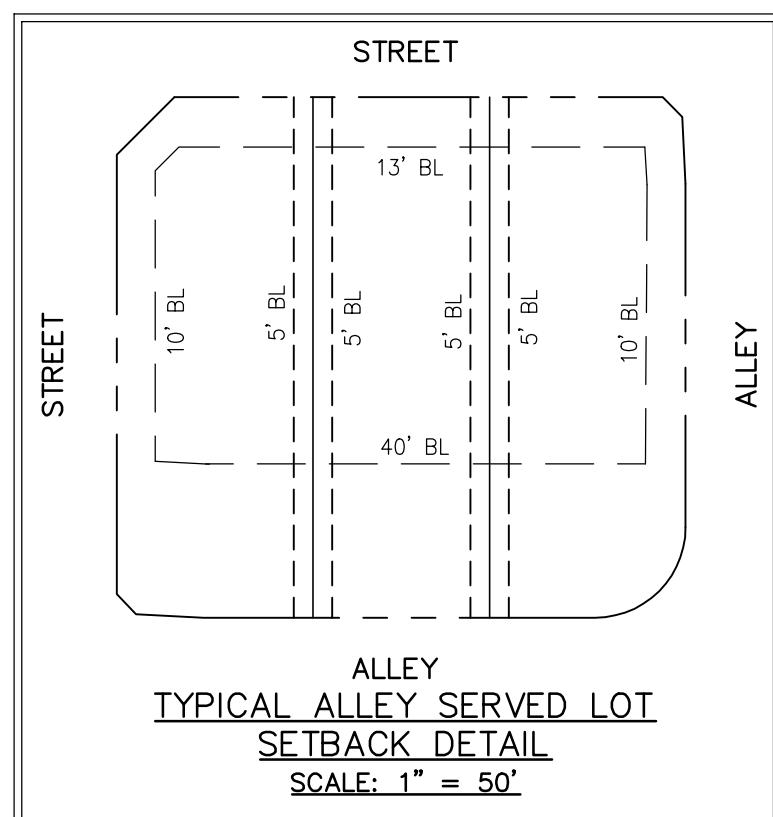 STREET
13' BL
STREET
10' BL
5' BL
5' BL
5' BL
5' BL
10' BL
ALLEY
40' BL
ALLEY
TYPICAL ALLEY SERVED LOT
SETBACK DETAIL
SCALE: 1" = 50'